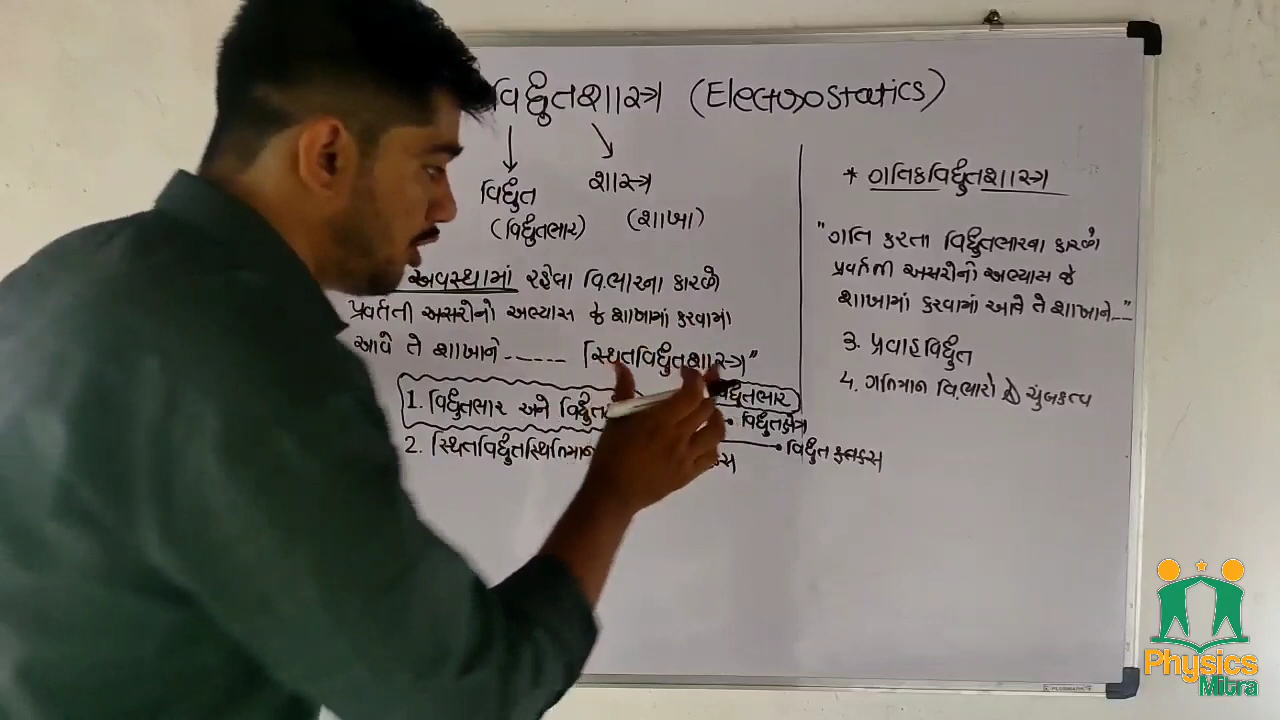 વિદ્યુતશાસ્ત્ર (Electrostatics)
વિદ્યુત
(વિદ્યુતભાર)
શાસ્ત્ર
(શાખા)
અવસ્થામાં રહેલા વિ.ભારના કારણે
પ્રવર્તતી અસરોનો અભ્યાસ જે શાખામાં કરવામાં
આવે તે શાખાને ------ [સ્થિતવિદ્યુતશાસ્ત્ર"
1. વિદ્યુતભાર અને
વિદ્યુતભાર
• વિદ્યુતક્ષેત્ર
• વિદ્યુત ફ્લક્સ
2. સ્થિતવિદ્યુતસ્થિતિમાન
* ગતિકવિદ્યુતશાસ્ત્ર
"ગતિ કરતા વિદ્યુતભારના કારણે
પ્રવર્તતી અસરોનો અભ્યાસ જે
શાખામાં કરવામાં આવે તે શાખાને--"
3. પ્રવાહવિદ્યુત
4. ગતિમાન વિ.ભારો ચુંબકત્વ
Physics
Mitra